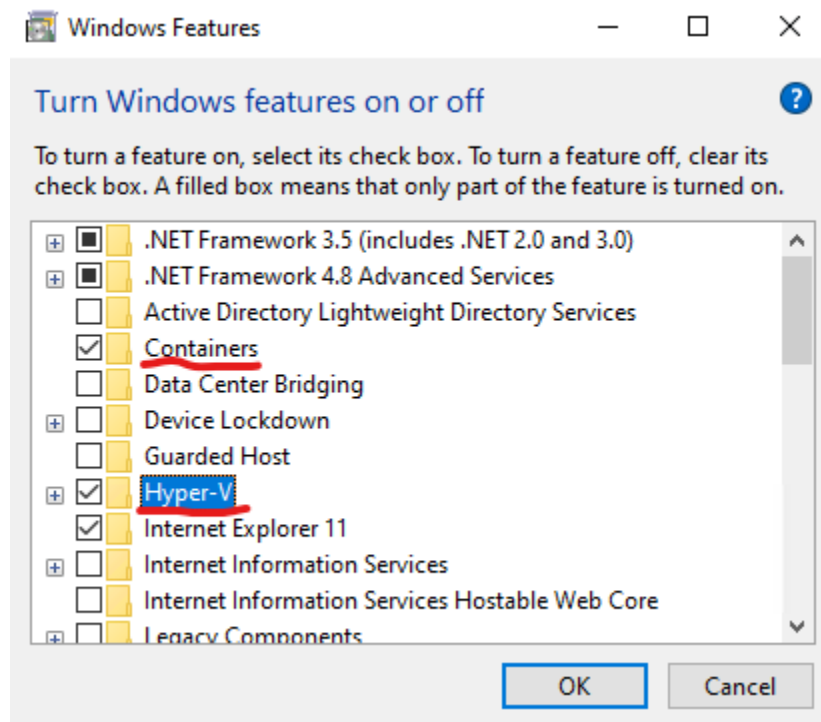 Windows Features
Turn Windows features on or off
To turn a feature on, select its check box. To turn a feature off, clear its
check box. A filled box means that only part of the feature is turned on.
.NET Framework 3.5 (includes .NET 2.0 and 3.0)
.NET Framework 4.8 Advanced Services
Active Directory Lightweight Directory Services
Containers
Data Center Bridging
Device Lockdown
Guarded Host
Hyper-V
Internet Explorer 11
Internet Information Services
Internet Information Services Hostable Web Core
Legacy Components
OK
Cancel